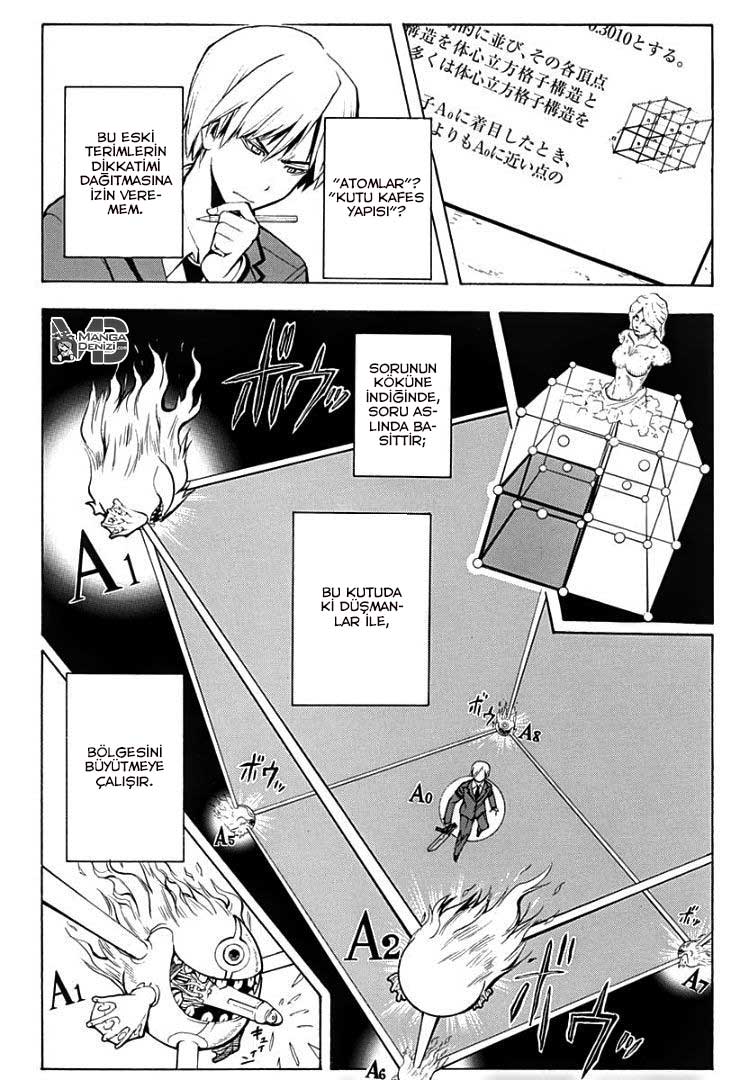 BU ESKİ
TERİMLERİN
DİKKATİMİ
DAĞITMASINA
İZİN VERE-
MEM.
"ATOMLAR"?
"KUTU KAFES
YAPISI"?
.3010とする。
的に並び、その各頂点
構造を体心立方格子構造と
多くは体心立方格子構造を
子A₀に着目したとき、
よりもA₀に近い点の
MANGA
DENİZİ.com
ボウッ
SORUNUN
KÖKÜNE
İNDİĞİNDE,
SORU AS-
LINDA BA-
SİTTİR;
A1
BU KUTUDA
Kİ DÜŞMAN-
LAR İLE,
ボウッ
A8
BÖLGESİNİ
BÜYÜTMEYE
ÇALIŞIR.
ボウッ
A5
A0
A2
ボッ
A7
ボウッ
A1
A6